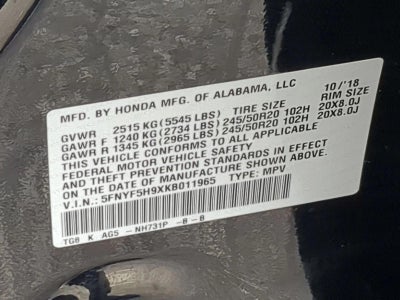 MFD. BY HONDA MFG. OF ALABAMA, LLC 10/'18
GVWR 2515 KG (5545 LBS) TIRE SIZE RIM SIZE
GAWR F 1240 KG (2734 LBS) 245/50R20 102H 20X8.0J
GAWR R 1345 KG (2965 LBS) 245/50R20 102H 20X8.0J
THIS VEHICLE CONFORMS TO ALL APPLICABLE
FEDERAL MOTOR VEHICLE SAFETY STANDARDS IN EFFECT
ON THE DATE OF MANUFACTURE SHOWN ABOVE.
V.I.N.: 5FNYF5H9XKB011965 TYPE: MPV
TG8 K AG5 -NH731P -B-B